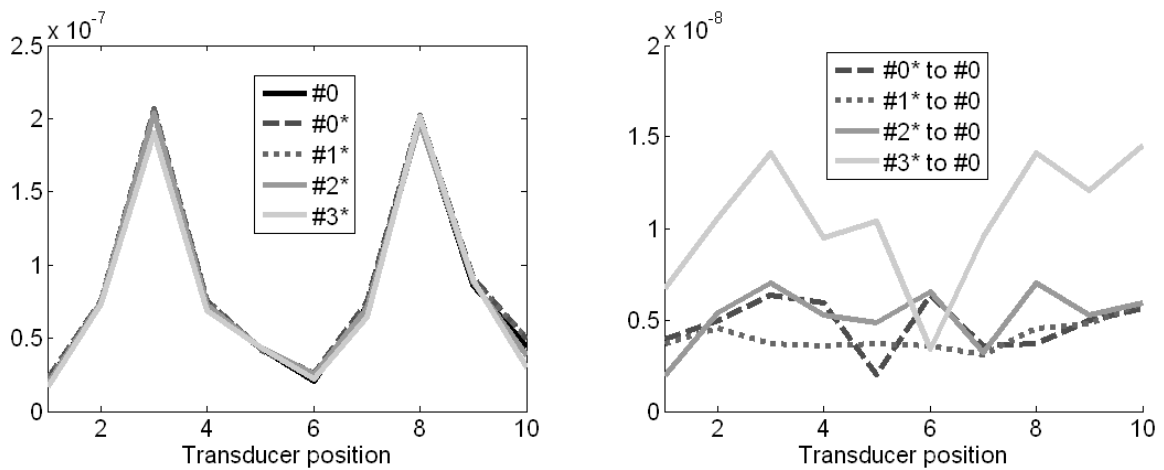 x 10^-7
2.5
2
1.5
1
0.5
0
2 4 6 8 10
Transducer position
#0
#0*
#1*
#2*
#3*
x 10^-8
2
1.5
1
0.5
0
2 4 6 8 10
Transducer position
#0* to #0
#1* to #0
#2* to #0
#3* to #0